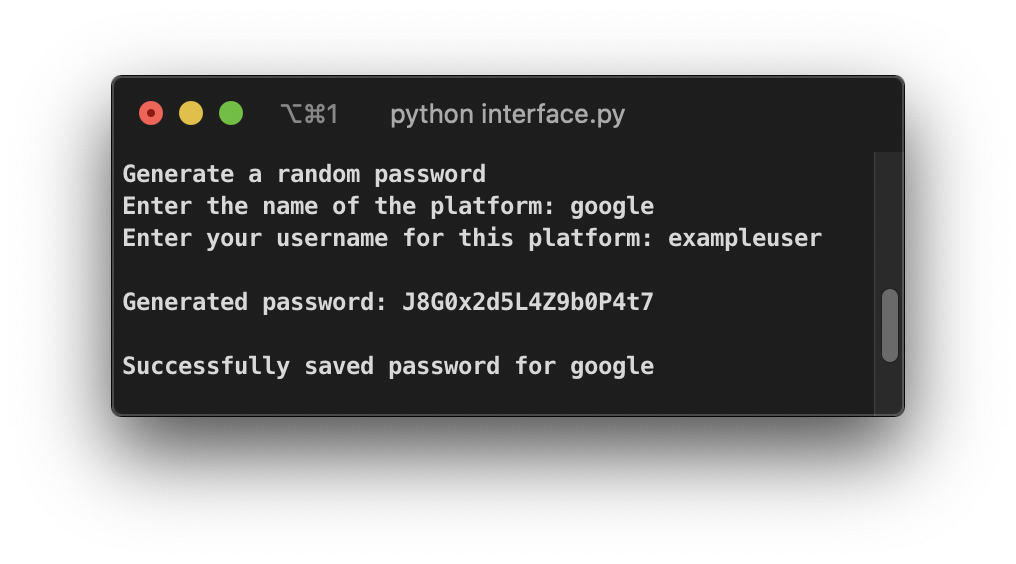 ⌥⌘1 python interface.py
Generate a random password
Enter the name of the platform: google
Enter your username for this platform: exampleuser
Generated password: J8G0x2d5L4Z9b0P4t7
Successfully saved password for google